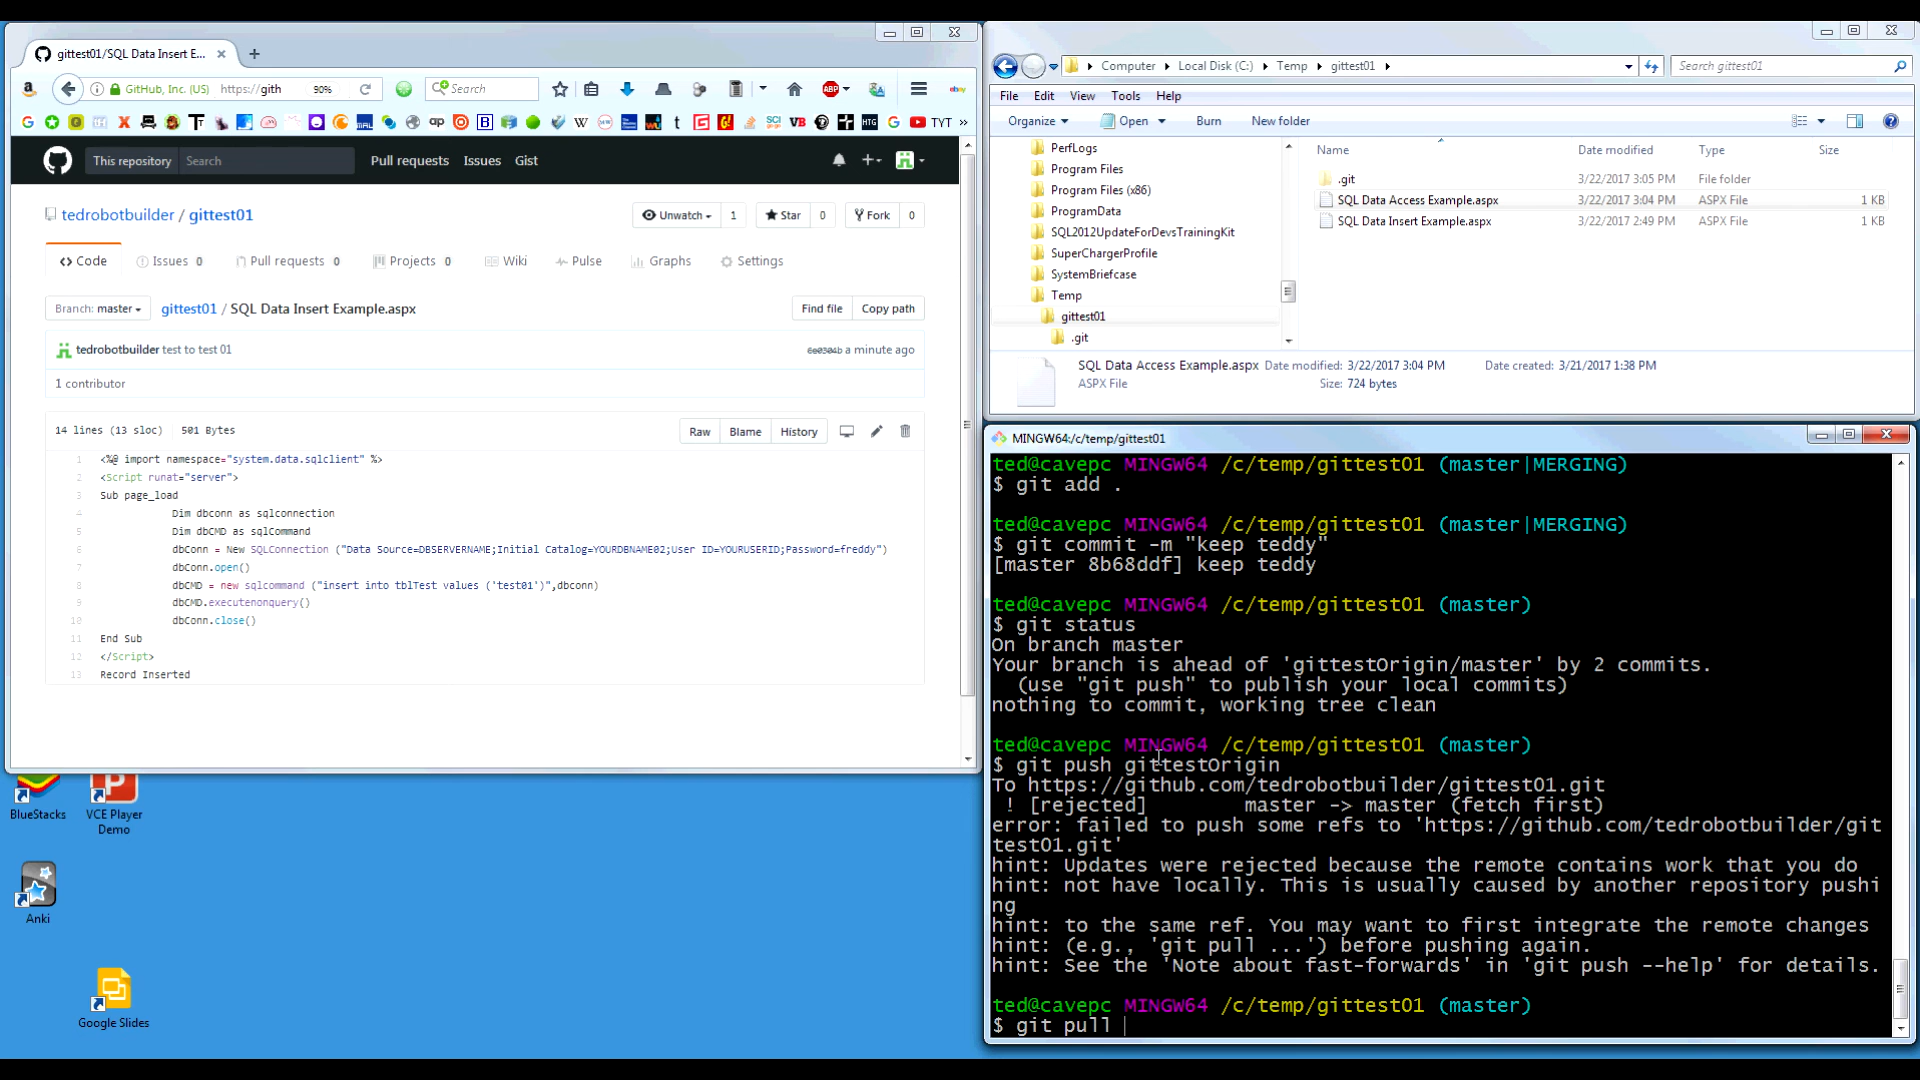 gittest01/SQL Data Insert E...
GitHub, Inc. (US)
https://gith
90%
Search
ABP
ebay
TYT
This repository
Search
Pull requests
Issues
Gist
tedrobotbuilder / gittest01
Unwatch
1
Star
0
Fork
0
Code
Issues 0
Pull requests 0
Projects 0
Wiki
Pulse
Graphs
Settings
Branch: master
gittest01 / SQL Data Insert Example.aspx
Find file
Copy path
tedrobotbuilder test to test 01
6e0304b a minute ago
1 contributor
14 lines (13 sloc)
501 Bytes
Raw
Blame
History
1 <%@ import namespace="system.data.sqlclient" %>
2 <Script runat="server">
3 Sub page_load
4 Dim dbconn as sqlconnection
5 Dim dbCMD as sqlCommand
6 dbConn = New SQLConnection ("Data Source=DBSERVERNAME;Initial Catalog=YOURDBNAME02;User ID=YOURUSERID;Password=freddy")
7 dbConn.open()
8 dbCMD = new sqlcommand ("insert into tblTest values ('test01')",dbconn)
9 dbCMD.executenonquery()
10 dbConn.close()
11 End Sub
12 </Script>
13 Record Inserted
BlueStacks
VCE Player
Demo
Anki
Google Slides
Computer
Local Disk (C:)
Temp
gittest01
Search gittest01
File
Edit
View
Tools
Help
Organize
Open
Burn
New folder
PerfLogs
Program Files
Program Files (x86)
ProgramData
SQL2012UpdateForDevsTrainingKit
SuperChargerProfile
SystemBriefcase
Temp
gittest01
.git
Name
Date modified
Type
Size
.git 3/22/2017 3:05 PM File folder
SQL Data Access Example.aspx 3/22/2017 3:04 PM ASPX File 1 KB
SQL Data Insert Example.aspx 3/22/2017 2:49 PM ASPX File 1 KB
SQL Data Access Example.aspx Date modified: 3/22/2017 3:04 PM Date created: 3/21/2017 1:38 PM
ASPX File Size: 724 bytes
MINGW64:/c/temp/gittest01
ted@cavepc MINGW64 /c/temp/gittest01 (master|MERGING)
$ git add .
ted@cavepc MINGW64 /c/temp/gittest01 (master|MERGING)
$ git commit -m "keep teddy"
[master 8b68ddf] keep teddy
ted@cavepc MINGW64 /c/temp/gittest01 (master)
$ git status
On branch master
Your branch is ahead of 'gittestOrigin/master' by 2 commits.
(use "git push" to publish your local commits)
nothing to commit, working tree clean
ted@cavepc MINGW64 /c/temp/gittest01 (master)
$ git push gittestOrigin
To https://github.com/tedrobotbuilder/gittest01.git
! [rejected] master -> master (fetch first)
error: failed to push some refs to 'https://github.com/tedrobotbuilder/git
test01.git'
hint: Updates were rejected because the remote contains work that you do
hint: not have locally. This is usually caused by another repository pushi
ng
hint: to the same ref. You may want to first integrate the remote changes
hint: (e.g., 'git pull ...') before pushing again.
hint: See the 'Note about fast-forwards' in 'git push --help' for details.
ted@cavepc MINGW64 /c/temp/gittest01 (master)
$ git pull